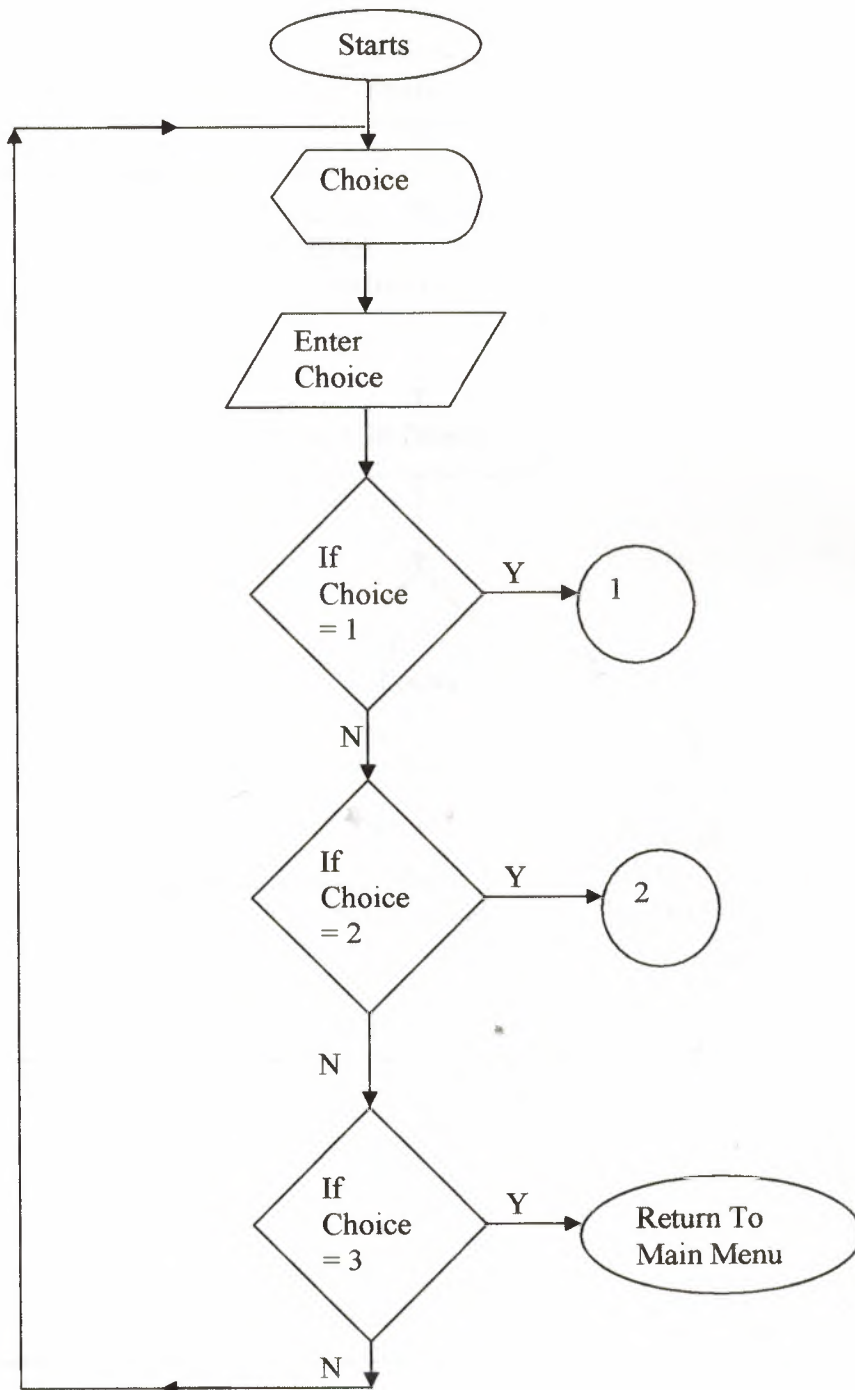 Starts
Choice
Enter
Choice
If
Choice
= 1
Y
1
N
If
Choice
= 2
Y
2
N
If
Choice
= 3
Y
Return To
Main Menu
N